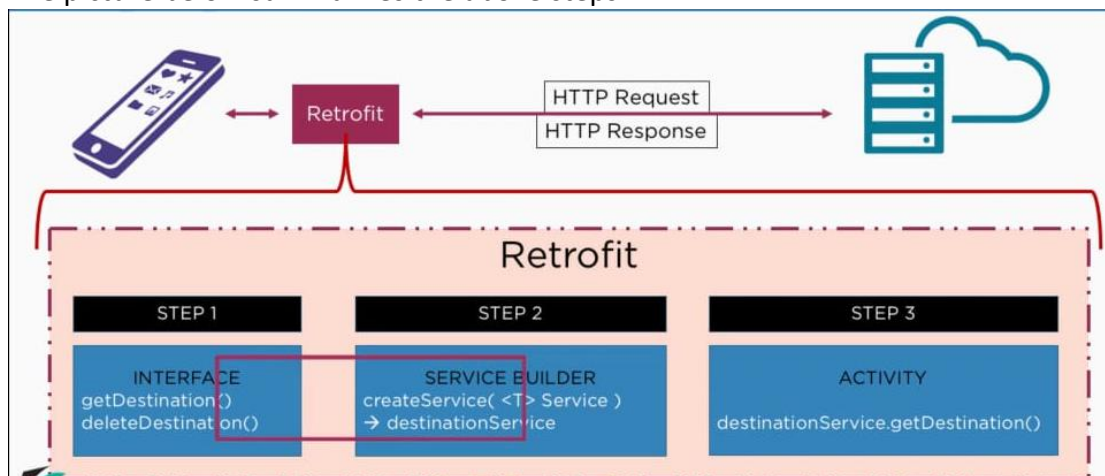 Retrofit
HTTP Request
HTTP Response
Retrofit
STEP 1
STEP 2
STEP 3
INTERFACE
getDestination()
deleteDestination()
SERVICE BUILDER
createService( <T> Service )
→ destinationService
ACTIVITY
destinationService.getDestination()